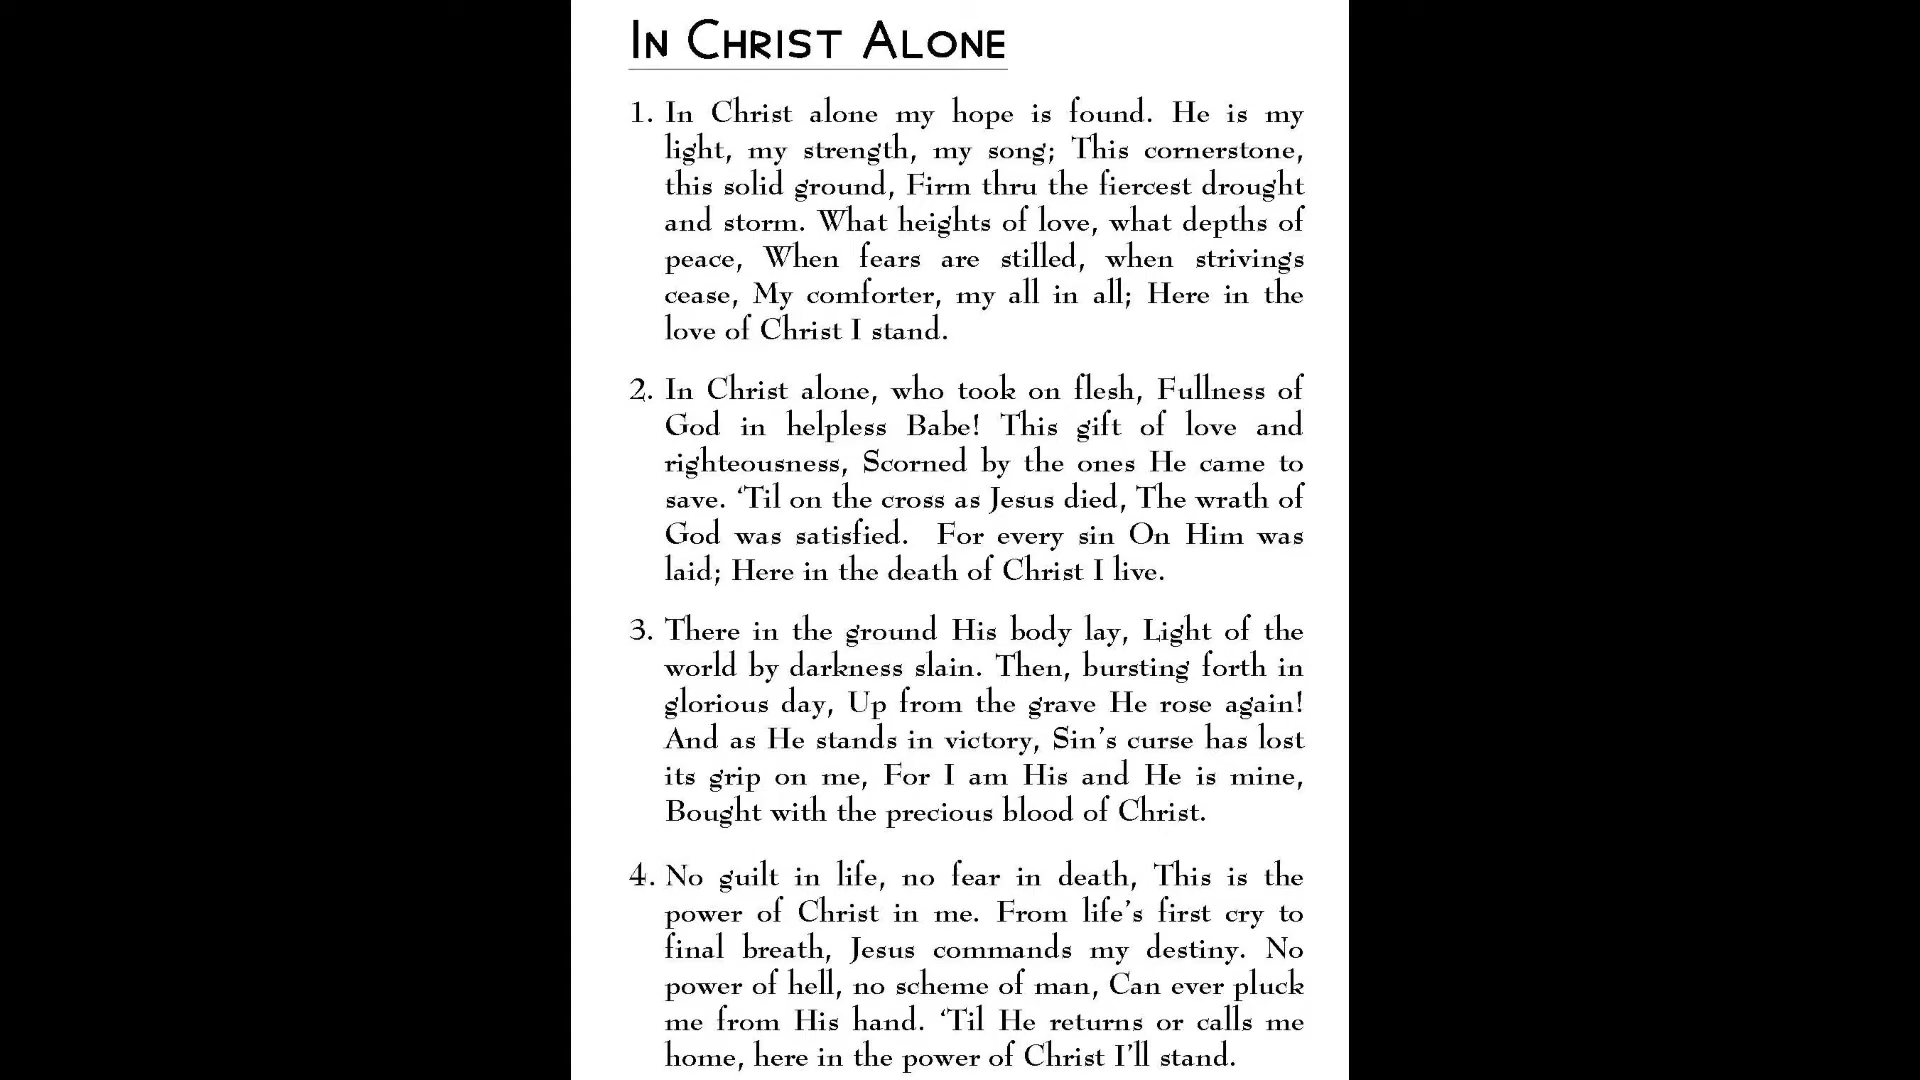 In Christ Alone
1. In Christ alone my hope is found. He is my
light, my strength, my song; This cornerstone,
this solid ground, Firm thru the fiercest drought
and storm. What heights of love, what depths of
peace, When fears are stilled, when strivings
cease, My comforter, my all in all; Here in the
love of Christ I stand.
2. In Christ alone, who took on flesh, Fullness of
God in helpless Babe! This gift of love and
righteousness, Scorned by the ones He came to
save. ‘Til on the cross as Jesus died, The wrath of
God was satisfied. For every sin On Him was
laid; Here in the death of Christ I live.
3. There in the ground His body lay, Light of the
world by darkness slain. Then, bursting forth in
glorious day, Up from the grave He rose again!
And as He stands in victory, Sin’s curse has lost
its grip on me, For I am His and He is mine,
Bought with the precious blood of Christ.
4. No guilt in life, no fear in death, This is the
power of Christ in me. From life’s first cry to
final breath, Jesus commands my destiny. No
power of hell, no scheme of man, Can ever pluck
me from His hand. ‘Til He returns or calls me
home, here in the power of Christ I’ll stand.